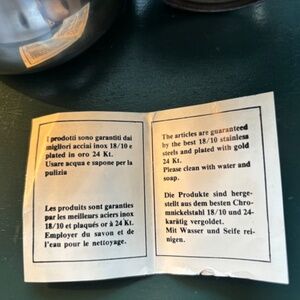 I prodotti sono garantiti dai
migliori acciai inox 18/10 e
plated in oro 24 Kt.
Usare acqua e sapone per la
pulizia
Les produits sont garanties
par les meilleurs aciers inox
18/10 et plaqués or à 24 Kt.
Employer du savon et de
l'eau pour le nettoyage.
The articles are guaranteed
by the best 18/10 stainless
steels and plated with gold
24 Kt.
Please clean with water and
soap.
Die Produkte sind herge-
stellt aus dem besten Chro-
mnickelstahl 18/10 und 24-
karätig vergoldet.
Mit Wasser und Seife rei-
nigen.